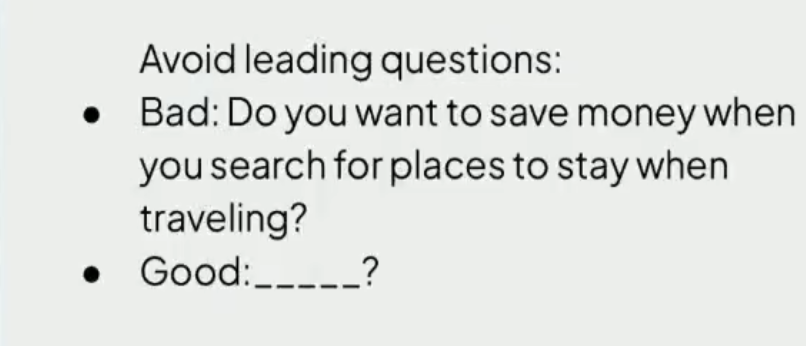 Avoid leading questions:
● Bad: Do you want to save money when
you search for places to stay when
traveling?
● Good:_____?